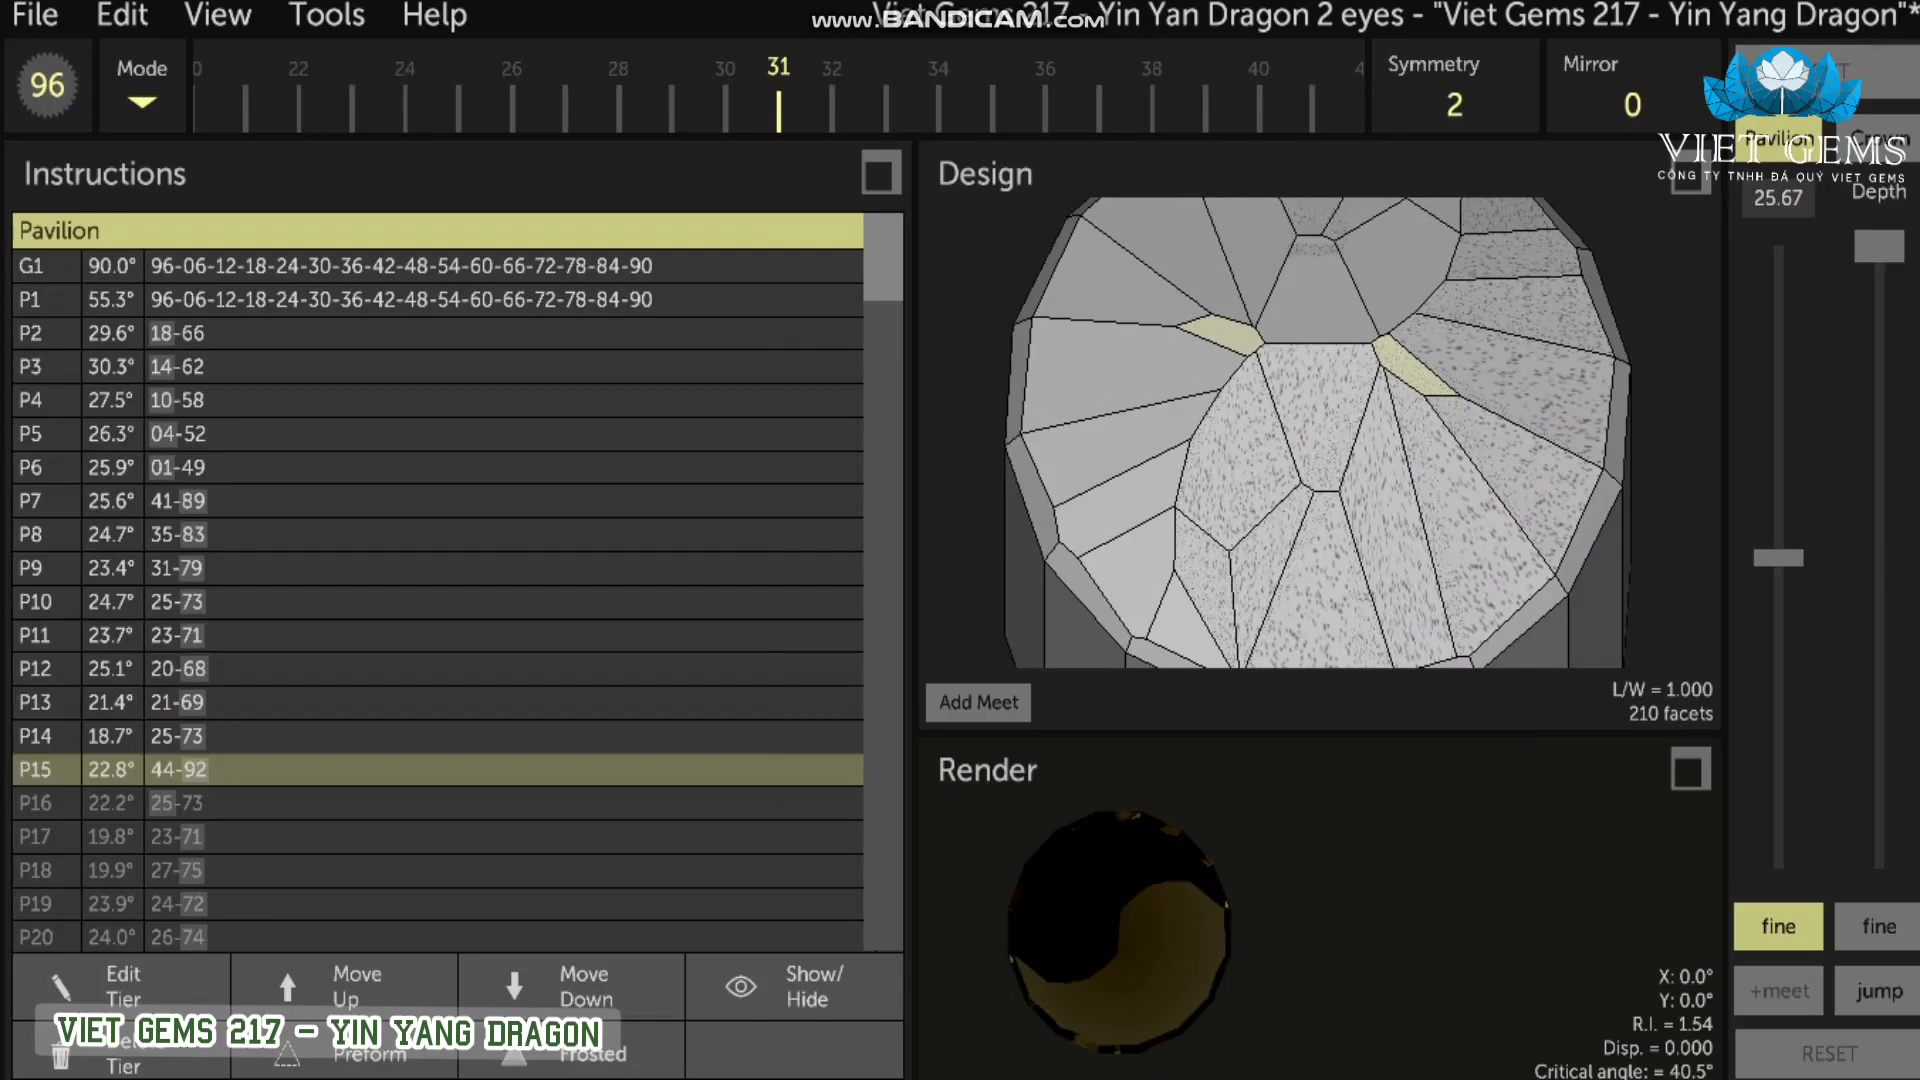 File Edit View Tools Help
www.BANDICAM.com
Viet Gems 217 - Yin Yan Dragon 2 eyes - "Viet Gems 217 - Yin Yang Dragon"*
96
Mode
0 22 24 26 28 30 31 32 34 36 38 40 4
Symmetry
2
Mirror
0
VIET GEMS
CÔNG TY TNHH ĐÁ QUÝ VIET GEMS
Pavilion Crown
25.67
Depth
Instructions
Pavilion
G1 90.0° 96-06-12-18-24-30-36-42-48-54-60-66-72-78-84-90
P1 55.3° 96-06-12-18-24-30-36-42-48-54-60-66-72-78-84-90
P2 29.6° 18-66
P3 30.3° 14-62
P4 27.5° 10-58
P5 26.3° 04-52
P6 25.9° 01-49
P7 25.6° 41-89
P8 24.7° 35-83
P9 23.4° 31-79
P10 24.7° 25-73
P11 23.7° 23-71
P12 25.1° 20-68
P13 21.4° 21-69
P14 18.7° 25-73
P15 22.8° 44-92
P16 22.2° 25-73
P17 19.8° 23-71
P18 19.9° 27-75
P19 23.9° 24-72
P20 24.0° 26-74
Edit Tier
Move Up
Move Down
Show/ Hide
VIET GEMS 217 - YIN YANG DRAGON
Tier
Preform
Frosted
Design
Add Meet
L/W = 1.000
210 facets
Render
X: 0.0°
Y: 0.0°
R.I. = 1.54
Disp. = 0.000
Critical angle: = 40.5°
fine fine
+meet jump
RESET